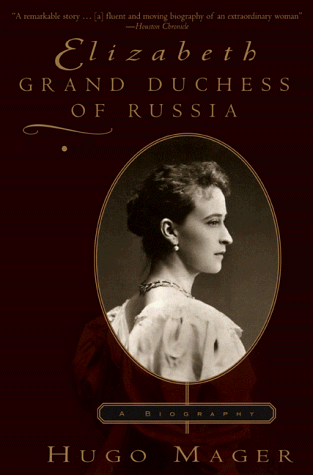 "A remarkable story ... [a] fluent and moving biography of an extraordinary woman"
—Houston Chronicle
Elizabeth
GRAND DUCHESS
OF RUSSIA
A BIOGRAPHY
HUGO MAGER